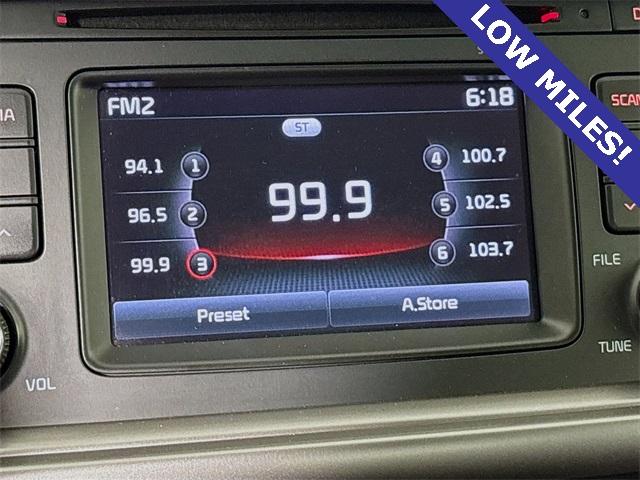 LOW MILES!
FM2 6:18
ST
94.1 1
96.5 2
99.9 3
99.9
4 100.7
5 102.5
6 103.7
Preset A.Store
VOL
SCAN
FILE
TUNE